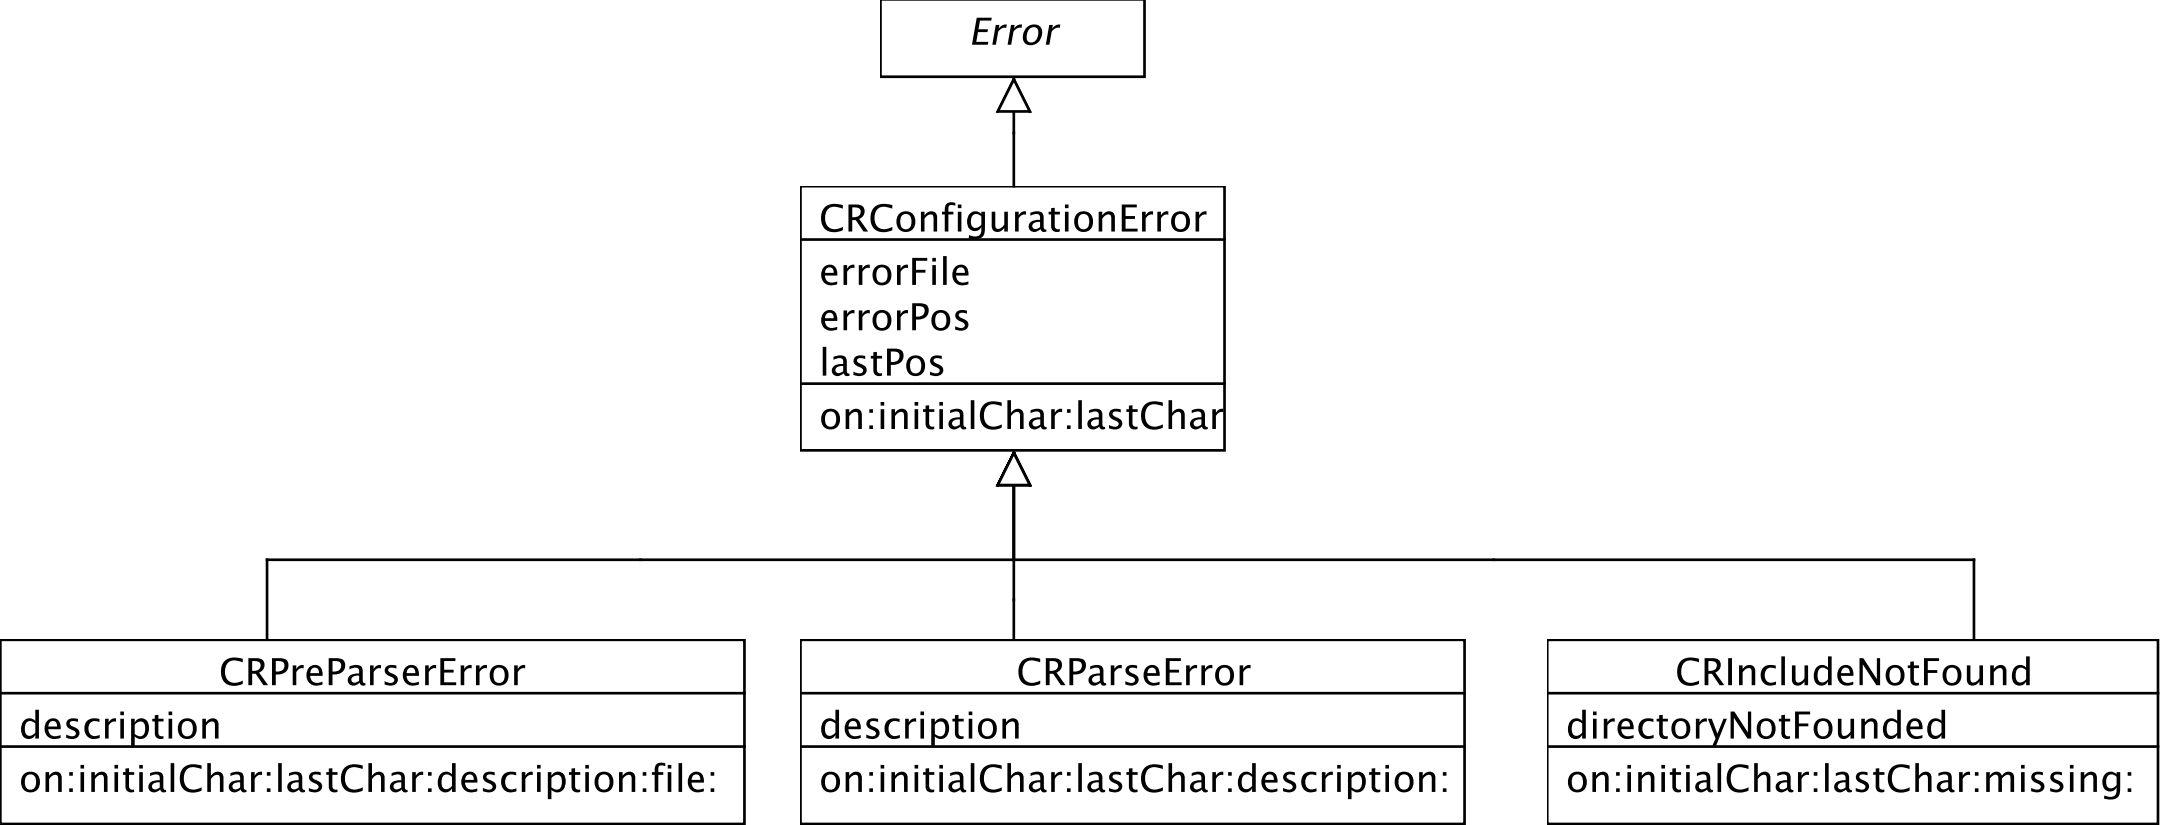 Error
CRConfigurationError
errorFile
errorPos
lastPos
on:initialChar:lastChar
CRPreParserError
description
on:initialChar:lastChar:description:file:
CRParseError
description
on:initialChar:lastChar:description:
CRIncludeNotFound
directoryNotFounded
on:initialChar:lastChar:missing: